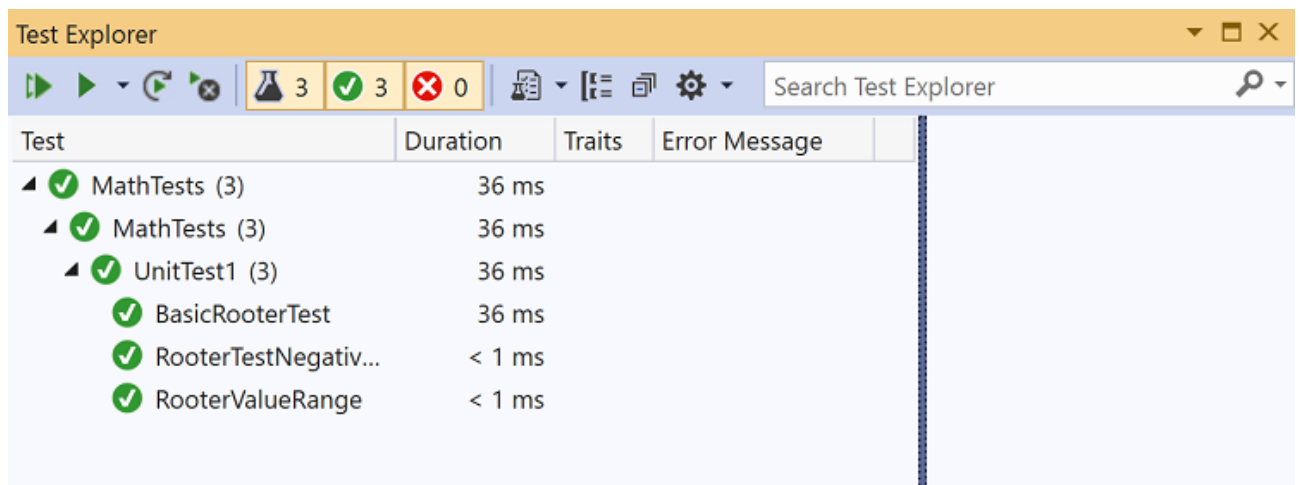 Test Explorer
3 3 0 Search Test Explorer
Test Duration Traits Error Message
MathTests (3) 36 ms
MathTests (3) 36 ms
UnitTest1 (3) 36 ms
BasicRooterTest 36 ms
RooterTestNegativ... < 1 ms
RooterValueRange < 1 ms